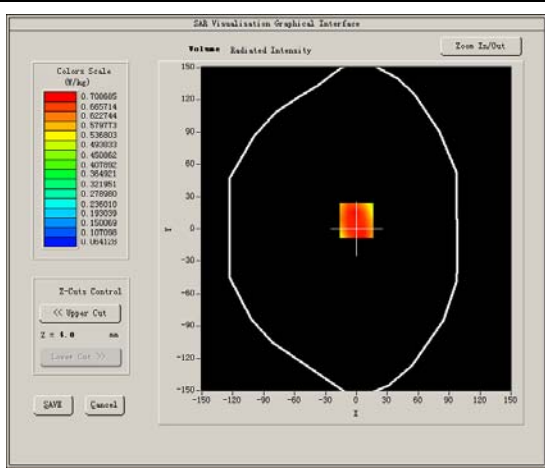 SAR Visualisation Graphical Interface
Volume Radiated Intensity
Zoom In/Out
Colors Scale
(W/kg)
0.708685
0.665714
0.622744
0.579773
0.536803
0.493833
0.450862
0.407892
0.364921
0.321951
0.278980
0.236010
0.193039
0.150069
0.107098
0.064128
150
120
90
60
30
0
-30
-60
-90
-120
-150
Y
-150 -120 -90 -60 -30 0 30 60 90 120 150
X
Z-Cuts Control
<< Upper Cut
Z = 4.0 mm
Lower Cut >>
SAVE Cancel